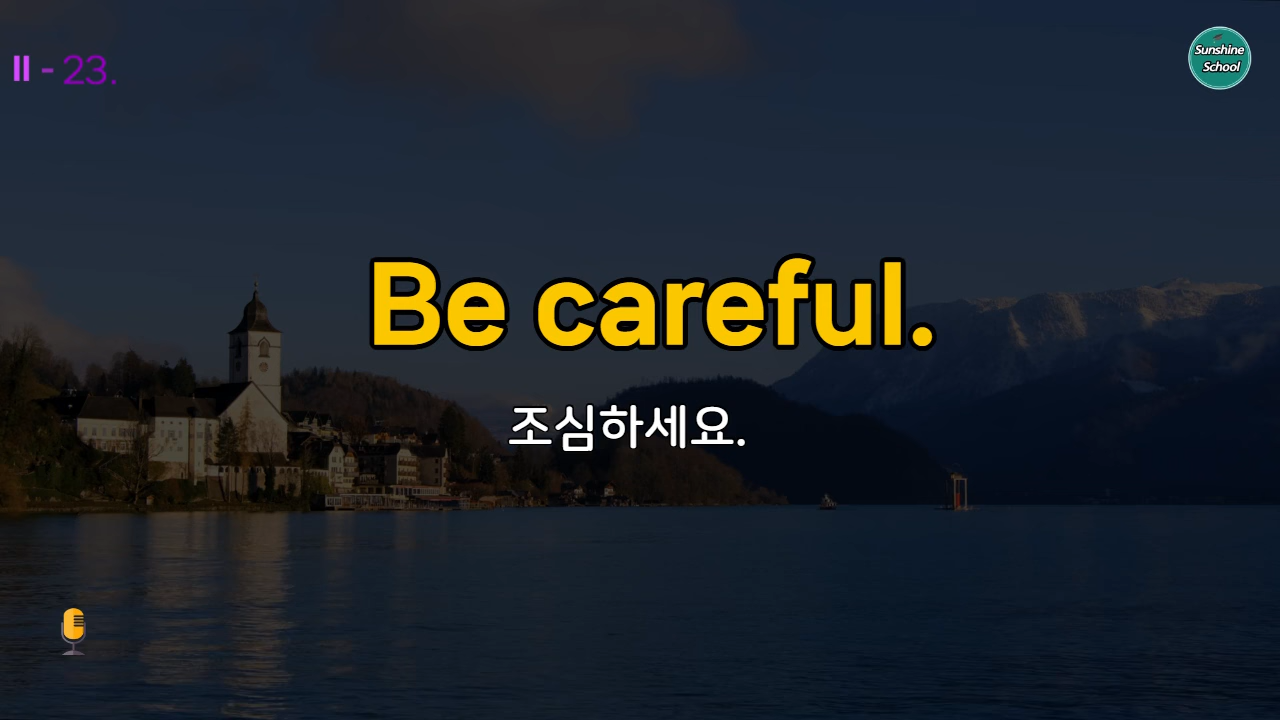 II - 23.
Sunshine
School
Be careful.
조심하세요.